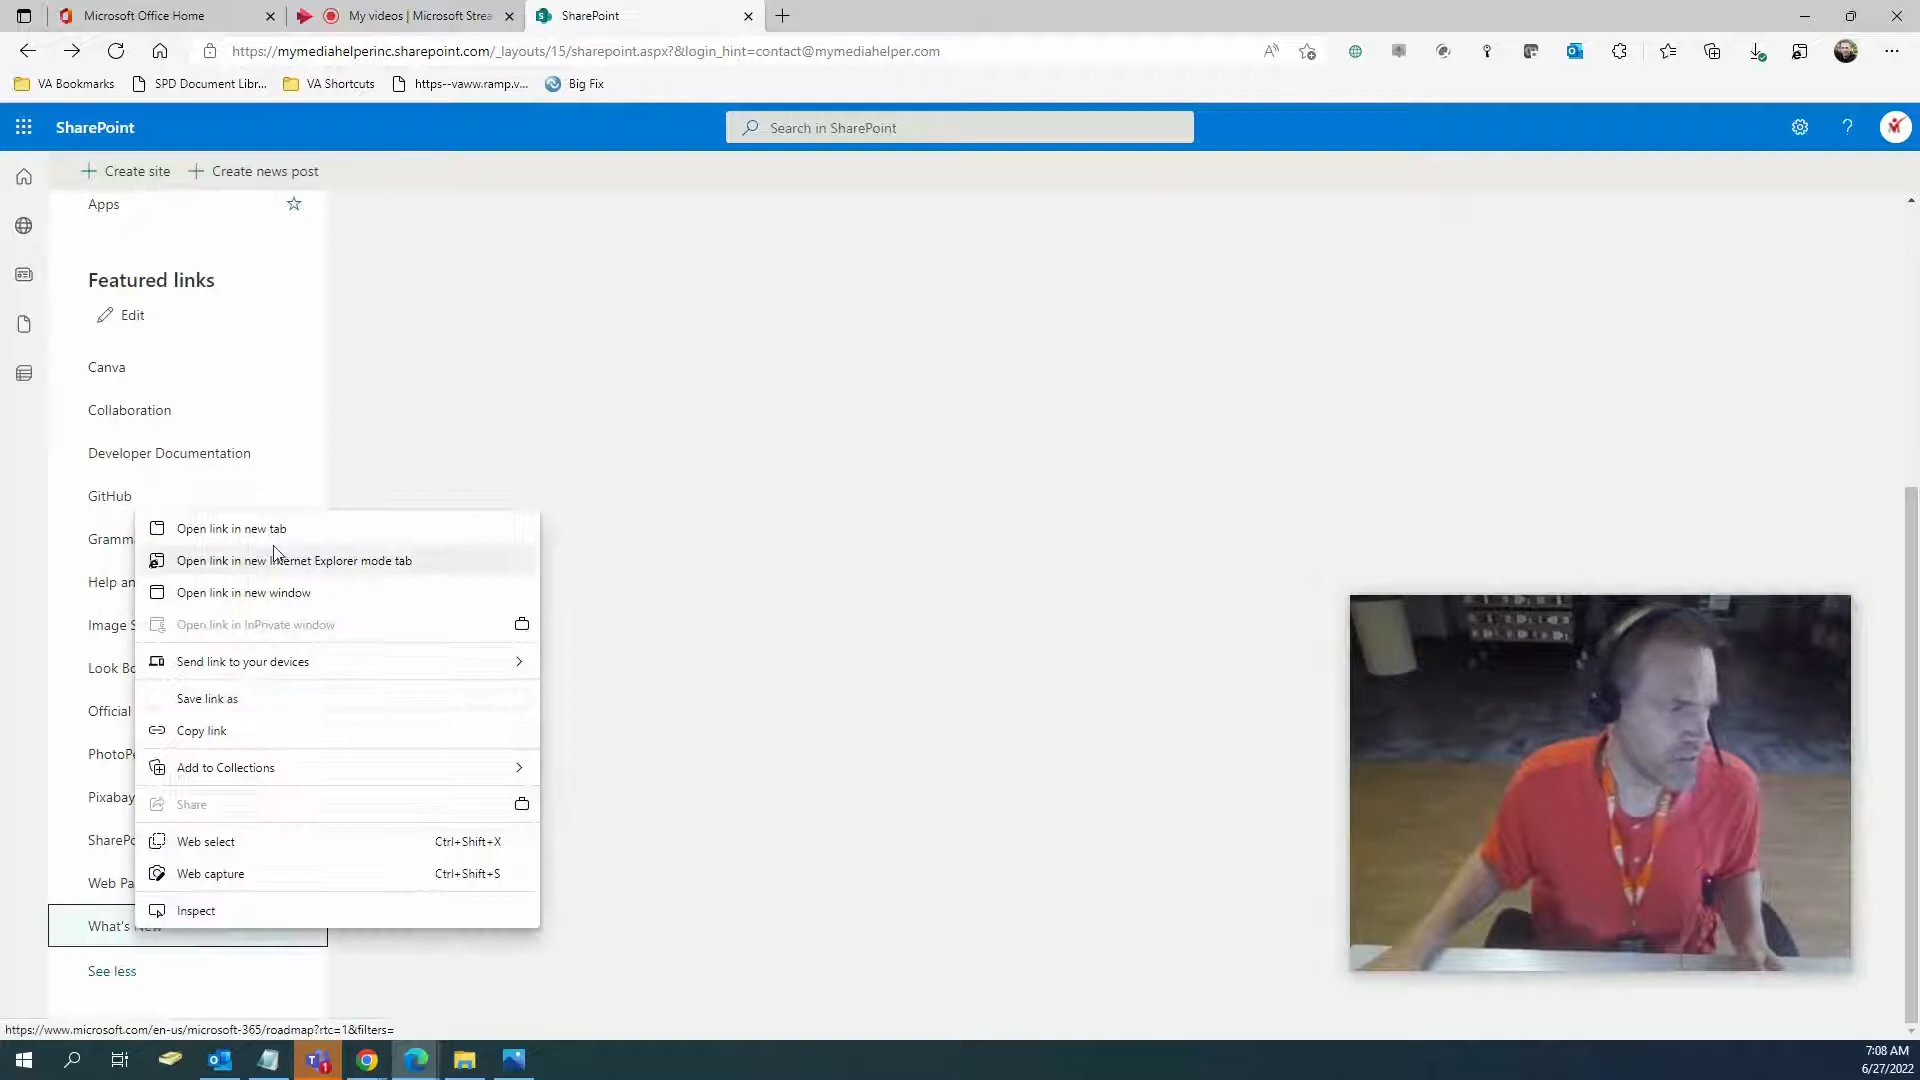 Microsoft Office Home
My videos | Microsoft Strea
SharePoint
https://mymediahelperinc.sharepoint.com/_layouts/15/sharepoint.aspx?&login_hint=contact@mymediahelper.com
VA Bookmarks
SPD Document Libr...
VA Shortcuts
https--vaww.ramp.v...
Big Fix
SharePoint
Search in SharePoint
Create site
Create news post
Apps
Featured links
Edit
Canva
Collaboration
Developer Documentation
GitHub
Open link in new tab
Gramma
Open link in new Internet Explorer mode tab
Help an
Open link in new window
Image S
Open link in InPrivate window
Look Bo
Send link to your devices
Save link as
Official
Copy link
PhotoPe
Add to Collections
Pixabay
Share
SharePo
Web select
Ctrl+Shift+X
Web Pa
Web capture
Ctrl+Shift+S
Inspect
What's New
See less
https://www.microsoft.com/en-us/microsoft-365/roadmap?rtc=1&filters=
1
7:08 AM
6/27/2022